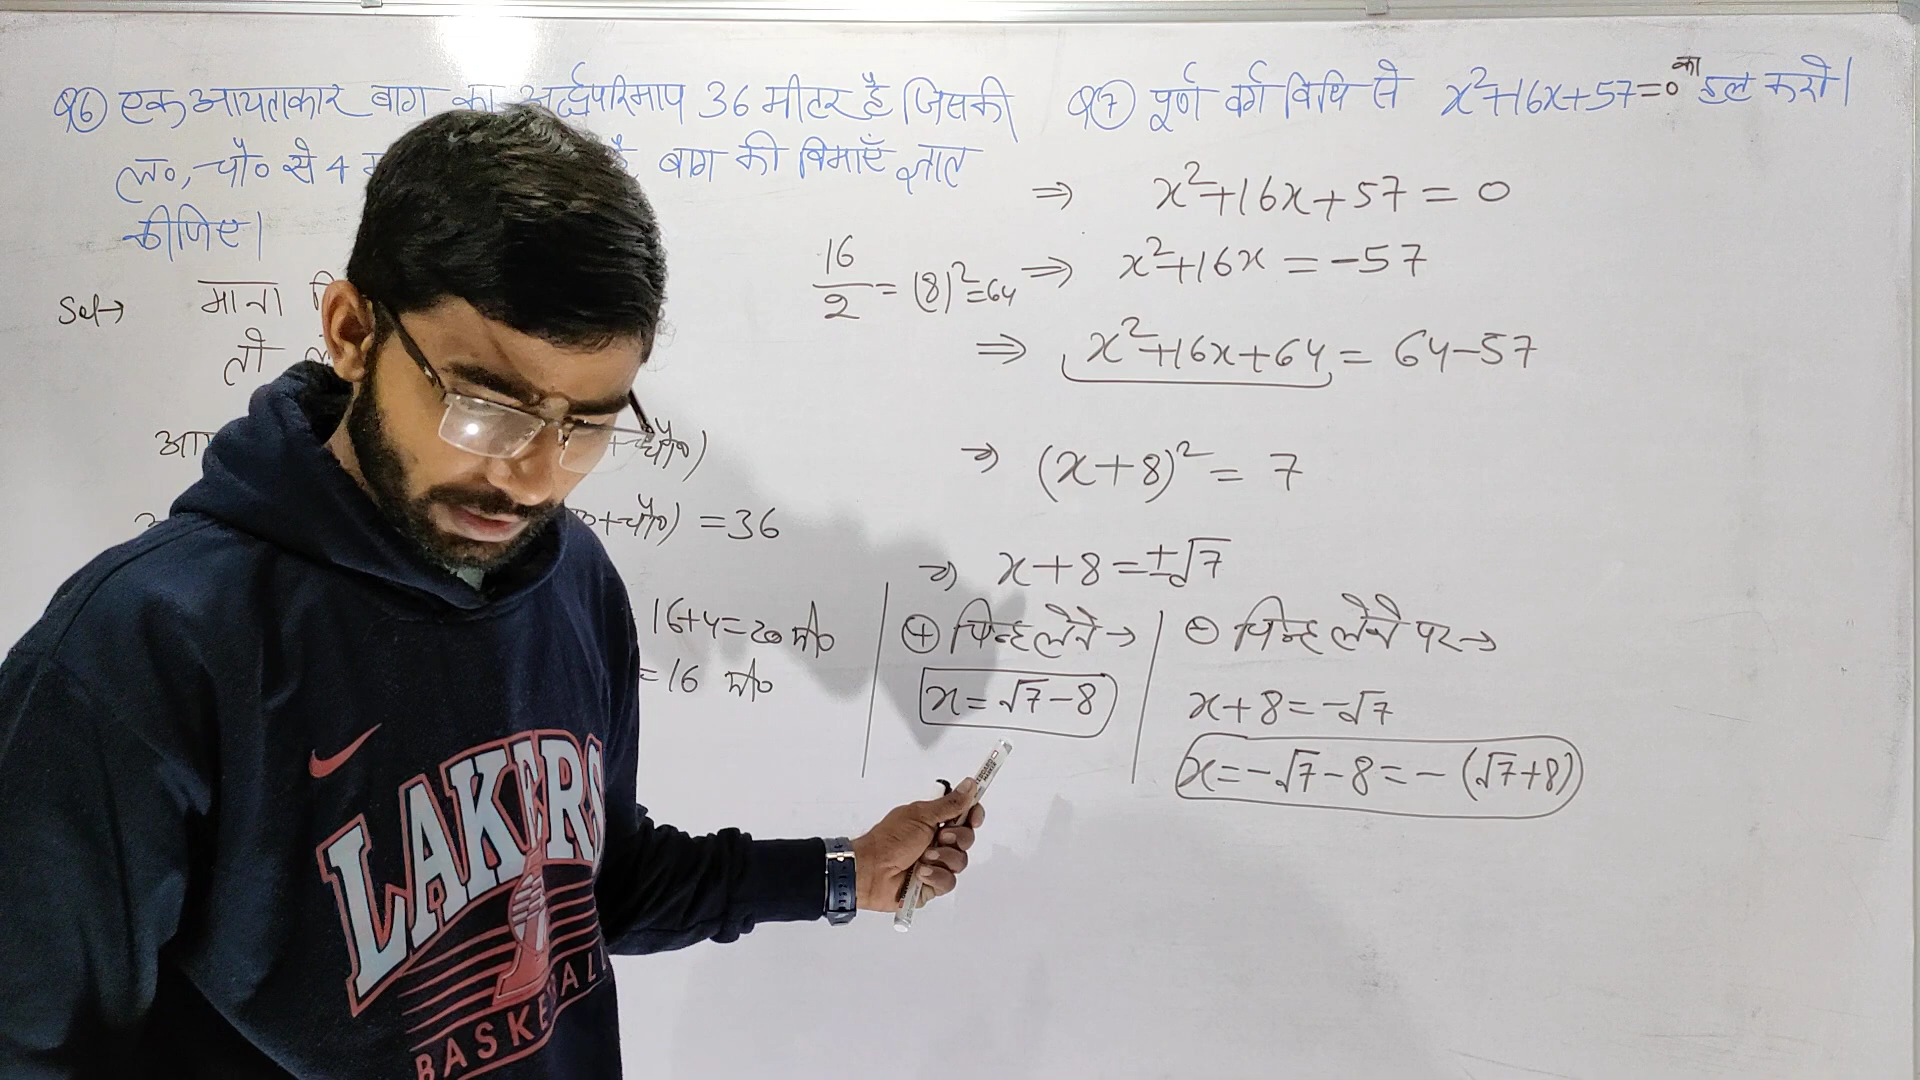 Q6 एक आयताकार बाग का अर्द्धपरिमाप 36 मीटर है जिसकी
ल०, चौ० से 4
बाग की विमाएँ ज्ञात
कीजिए।
Sol→ माना
तो
+ चौ०)
+चौ०) = 36
16+4=20 मी०
=16 मी०
Q7 पूर्ण वर्ग विधि से x²+16x+57=0 का हल करो।
⇒ x²+16x+57 = 0
16/2 = (8)²=64 ⇒ x²+16x = -57
⇒ x²+16x+64 = 64-57
⇒ (x+8)² = 7
⇒ x+8=±√7
⊕ चिन्ह लेने →
x=√7-8
⊖ चिन्ह लेने पर→
x+8=-√7
x=-√7-8=-(√7+8)
LAKERS
BASKETBALL